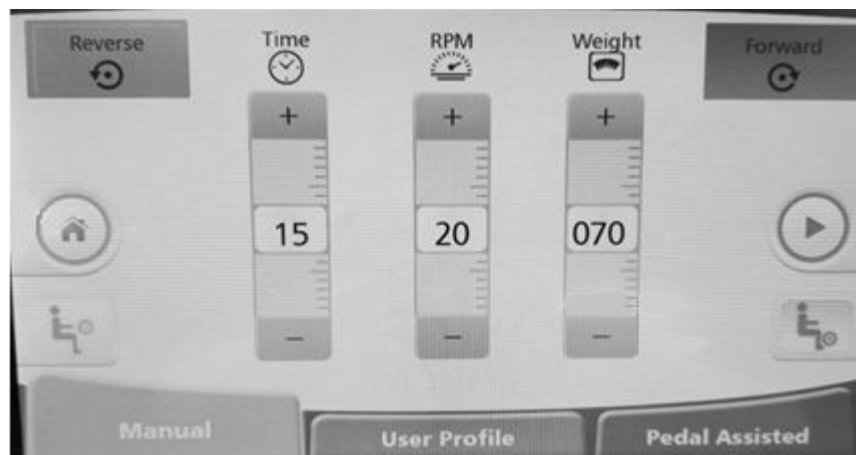 Reverse
Time
RPM
Weight
Forward
+
+
+
15
20
070
−
−
−
Manual
User Profile
Pedal Assisted